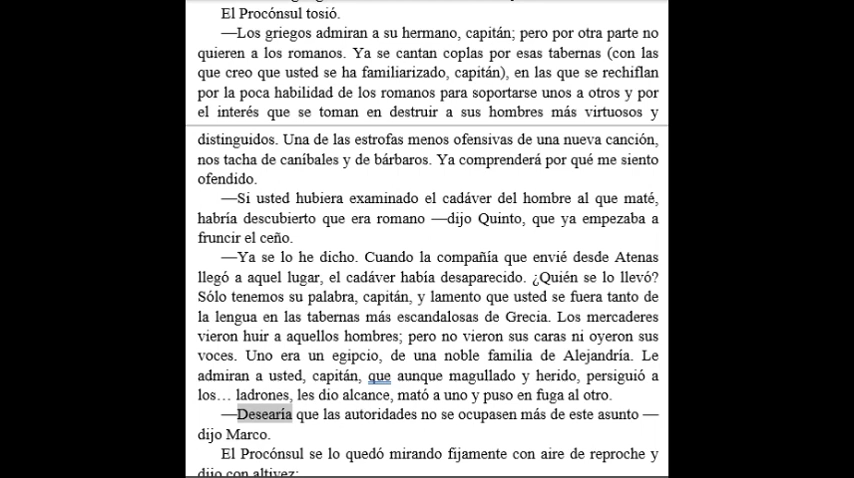 El Procónsul tosió.
—Los griegos admiran a su hermano, capitán; pero por otra parte no
quieren a los romanos. Ya se cantan coplas por esas tabernas (con las
que creo que usted se ha familiarizado, capitán), en las que se rechiflan
por la poca habilidad de los romanos para soportarse unos a otros y por
el interés que se toman en destruir a sus hombres más virtuosos y
distinguidos. Una de las estrofas menos ofensivas de una nueva canción,
nos tacha de caníbales y de bárbaros. Ya comprenderá por qué me siento
ofendido.
—Si usted hubiera examinado el cadáver del hombre al que maté,
habría descubierto que era romano —dijo Quinto, que ya empezaba a
fruncir el ceño.
—Ya se lo he dicho. Cuando la compañía que envié desde Atenas
llegó a aquel lugar, el cadáver había desaparecido. ¿Quién se lo llevó?
Sólo tenemos su palabra, capitán, y lamento que usted se fuera tanto de
la lengua en las tabernas más escandalosas de Grecia. Los mercaderes
vieron huir a aquellos hombres; pero no vieron sus caras ni oyeron sus
voces. Uno era un egipcio, de una noble familia de Alejandría. Le
admiran a usted, capitán, que aunque magullado y herido, persiguió a
los… ladrones, les dio alcance, mató a uno y puso en fuga al otro.
—Desearía que las autoridades no se ocupasen más de este asunto —
dijo Marco.
El Procónsul se lo quedó mirando fijamente con aire de reproche y
dijo con altivez: